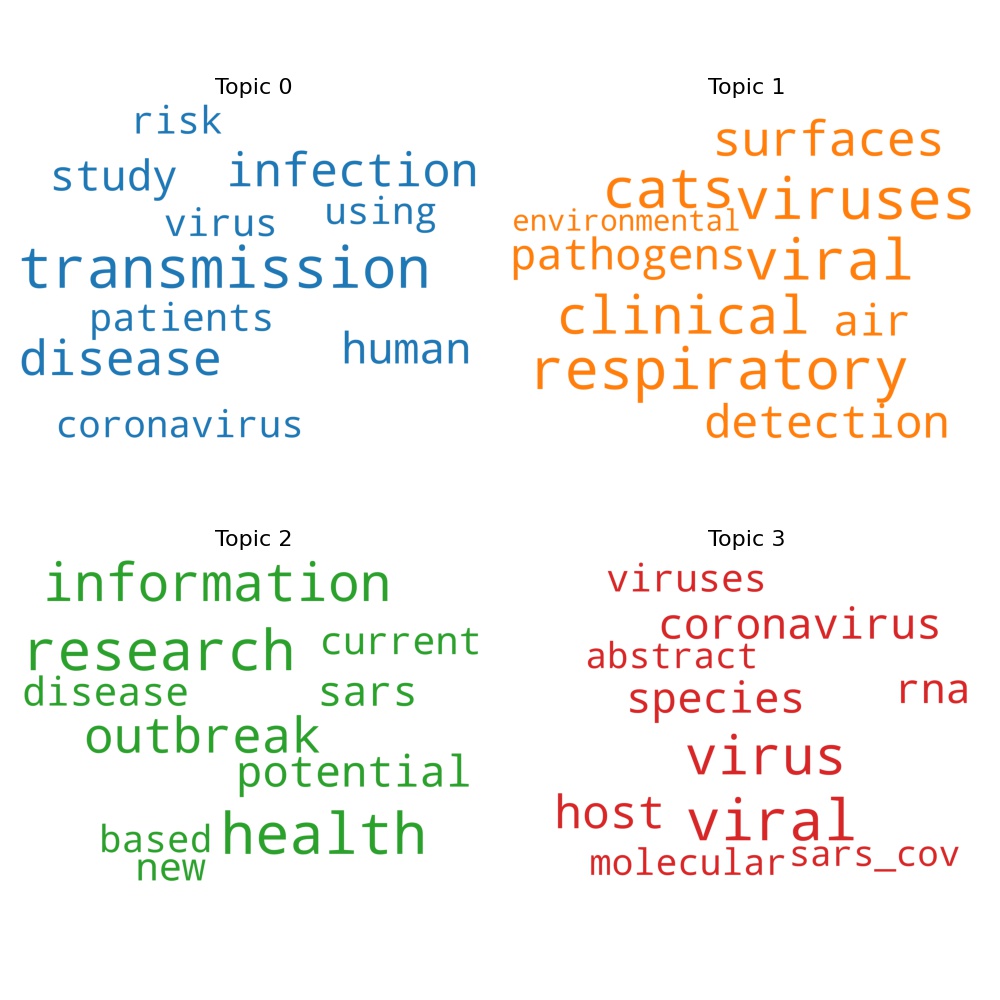 Topic 0
risk
study infection
virus using
transmission
patients
disease human
coronavirus
Topic 1
surfaces
cats viruses
environmental
pathogens viral
clinical air
respiratory
detection
Topic 2
information
research current
disease sars
outbreak
potential
based health
new
Topic 3
viruses
coronavirus
abstract
species rna
virus
host viral
molecular sars_cov